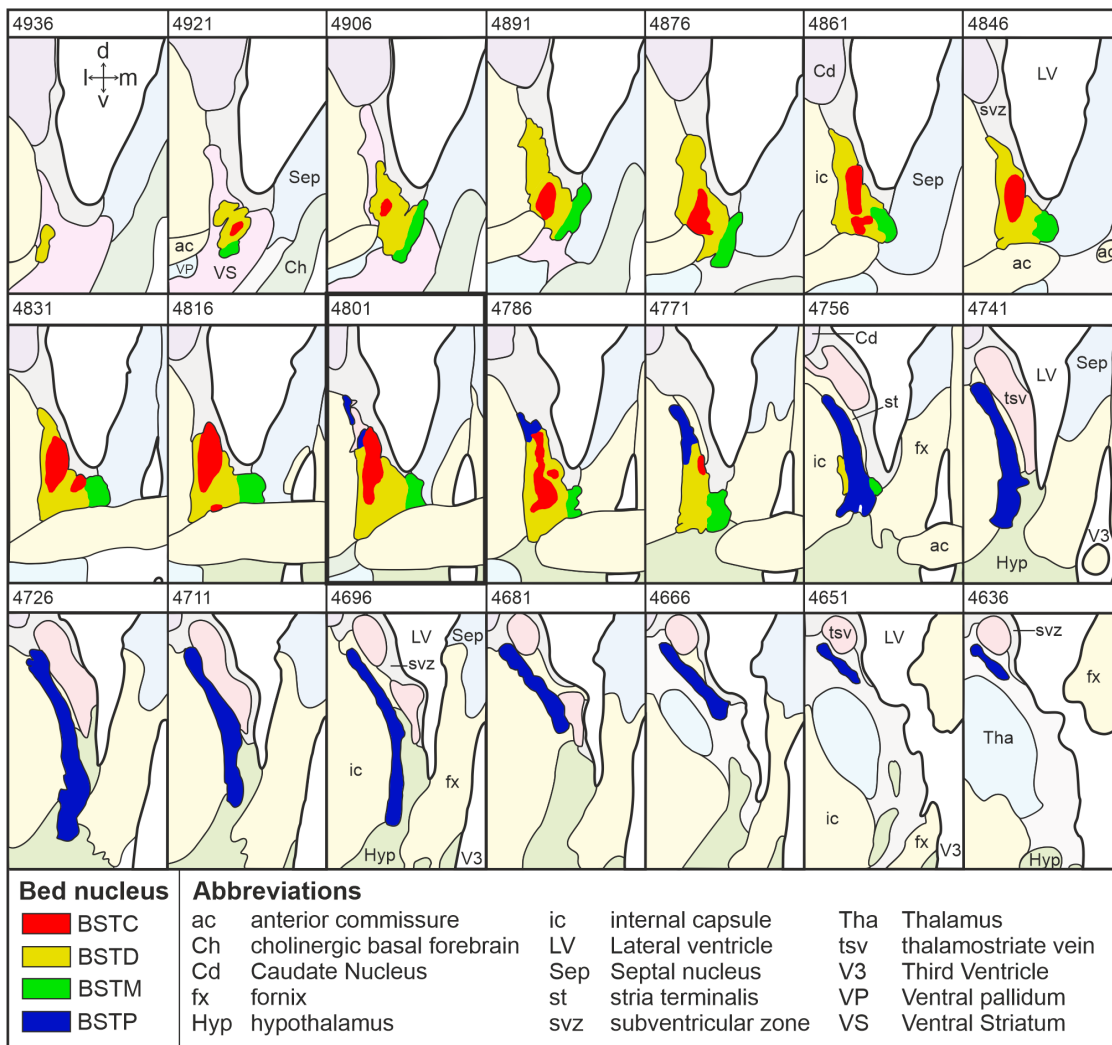 4936 4921 4906 4891 4876 4861 4846
d
l m
v
Cd LV
svz
Sep ic Sep
ac
VP VS Ch ac ac
4831 4816 4801 4786 4771 4756 4741
Cd LV Sep
tsv
st
ic fx
ac V3
Hyp
4726 4711 4696 4681 4666 4651 4636
LV Sep tsv LV svz
svz
fx
Tha
ic fx ic
Hyp V3 fx V3 Hyp
Bed nucleus Abbreviations
BSTC ac anterior commissure ic internal capsule Tha Thalamus
BSTD Ch cholinergic basal forebrain LV Lateral ventricle tsv thalamostriate vein
Cd Caudate Nucleus Sep Septal nucleus V3 Third Ventricle
BSTM fx fornix st stria terminalis VP Ventral pallidum
BSTP Hyp hypothalamus svz subventricular zone VS Ventral Striatum